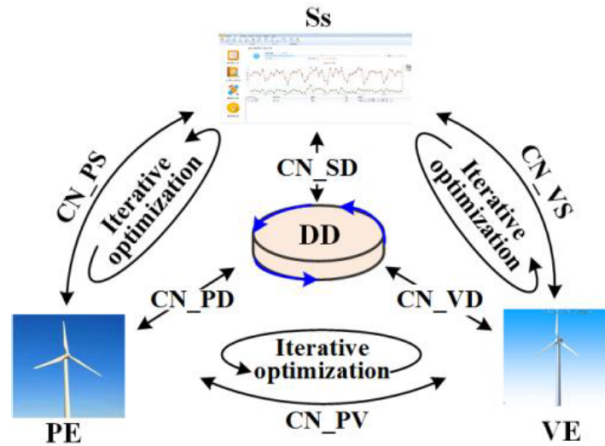 Ss
CN_PS
Iterative
optimization
CN_SD
Iterative
optimization
CN_VS
DD
CN_PD
CN_VD
Iterative
optimization
CN_PV
PE
VE